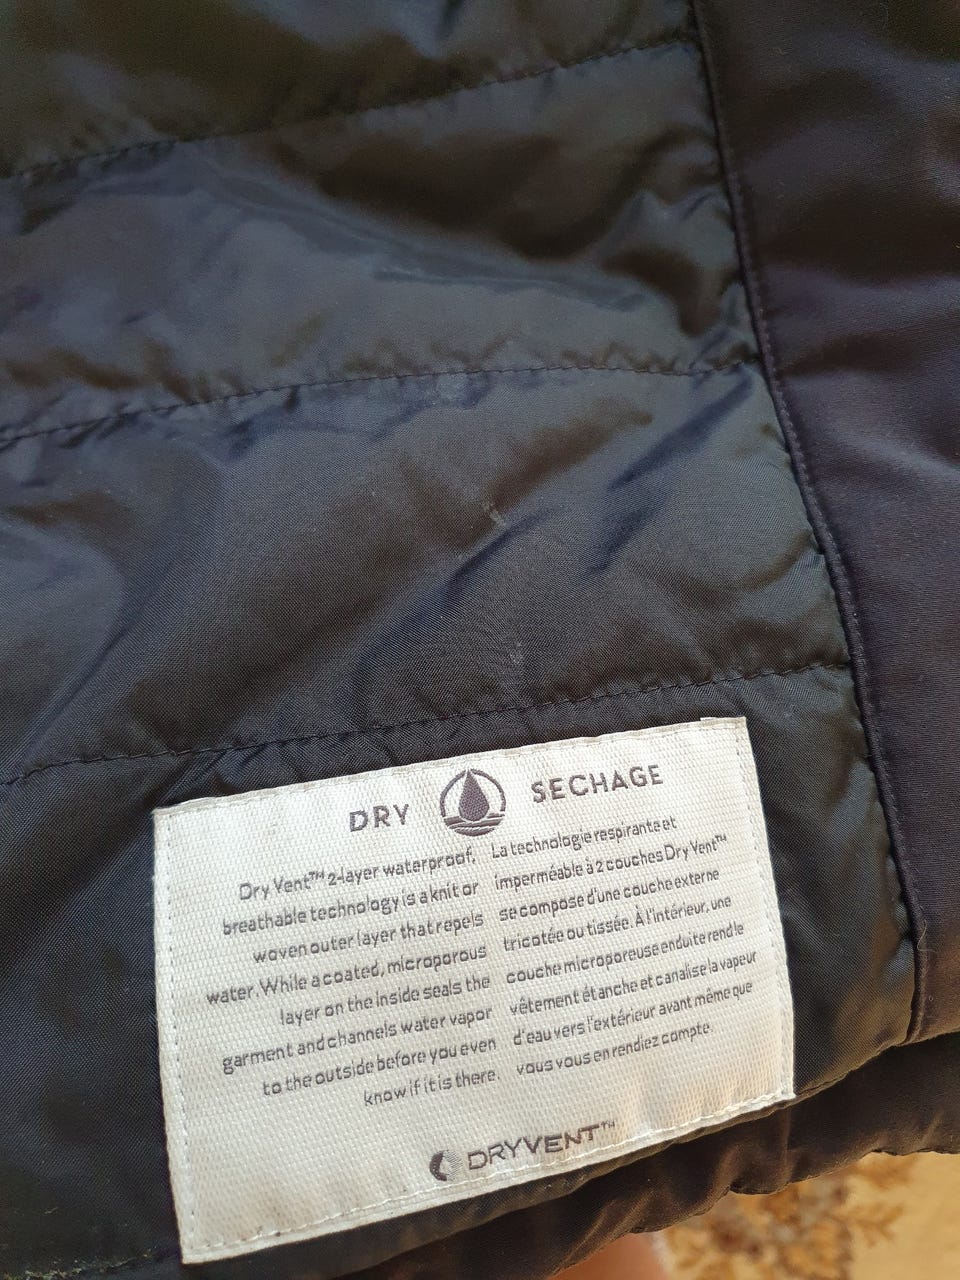 DRY SECHAGE
Dry Vent™ 2-layer waterproof,
breathable technology is a knit or
woven outer layer that repels
water. While a coated, microporous
layer on the inside seals the
garment and channels water vapor
to the outside before you even
know if it is there.
La technologie respirante et
imperméable à 2 couches Dry Vent™
se compose d'une couche externe
tricotée ou tissée. À l'intérieur, une
couche microporeuse enduite rend le
vêtement étanche et canalise la vapeur
d'eau vers l'extérieur avant même que
vous vous en rendiez compte.
DRYVENT™